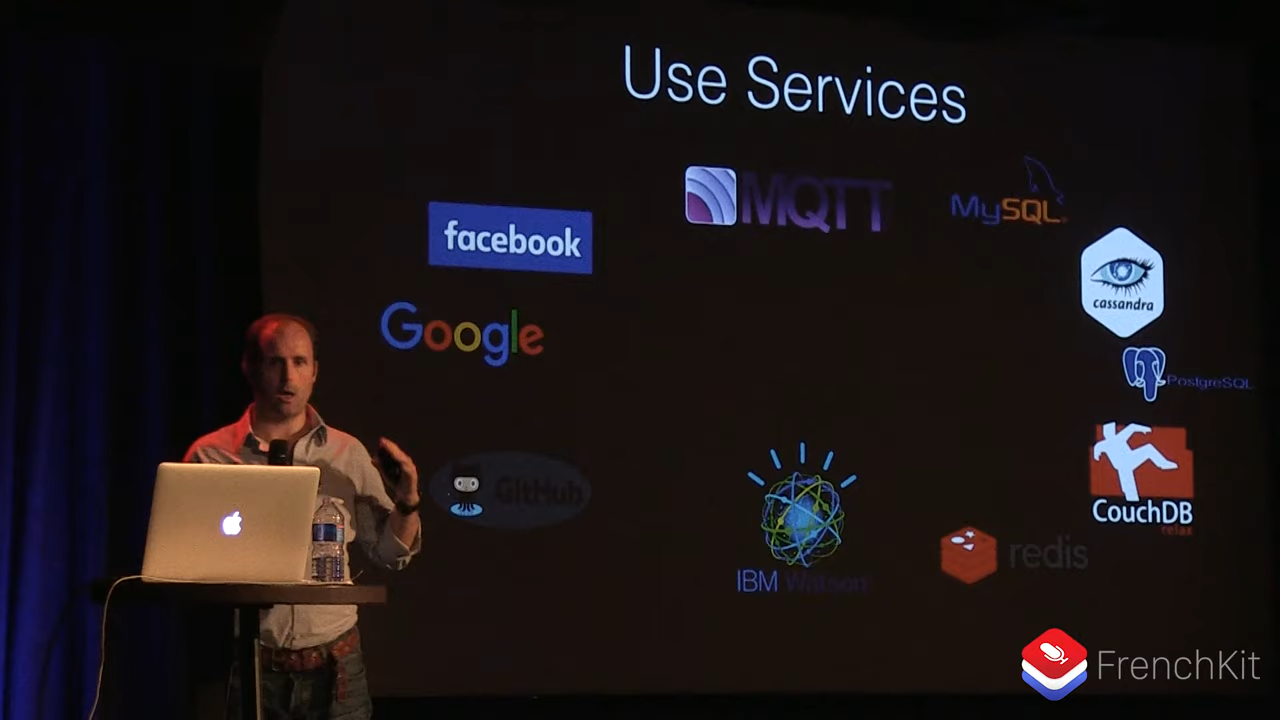 Use Services
MQTT
MySQL
facebook
cassandra
Google
PostgreSQL
CouchDB
relax
GitHub
redis
IBM Watson
FrenchKit